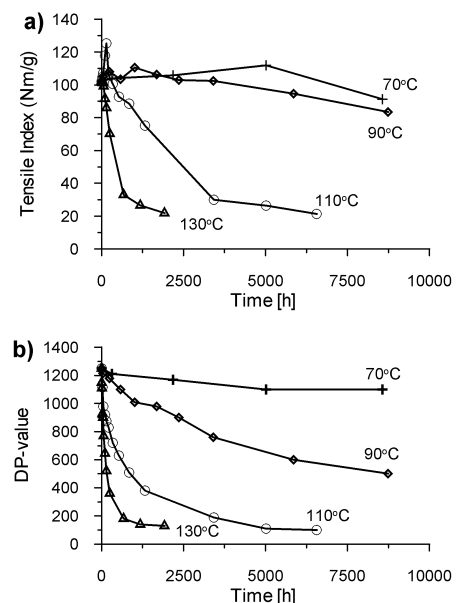 a)
Tensile Index (Nm/g)
140
120
100
80
60
40
20
0
70°C
90°C
110°C
130°C
0 2500 5000 7500 10000
Time [h]
b)
DP-value
1400
1200
1000
800
600
400
200
0
70°C
90°C
110°C
130°C
0 2500 5000 7500 10000
Time [h]